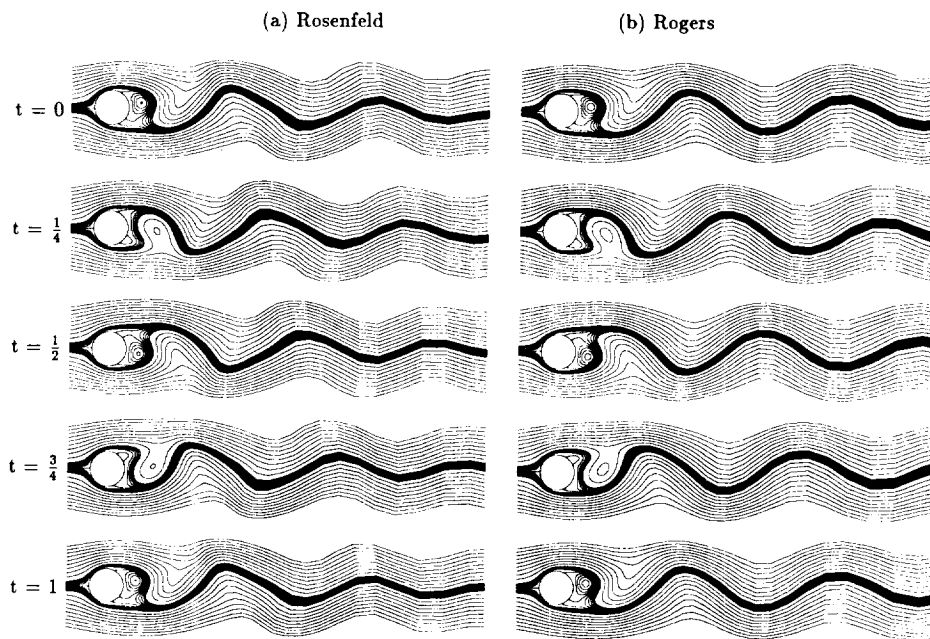 (a) Rosenfeld
(b) Rogers
t = 0
t = 1/4
t = 1/2
t = 3/4
t = 1